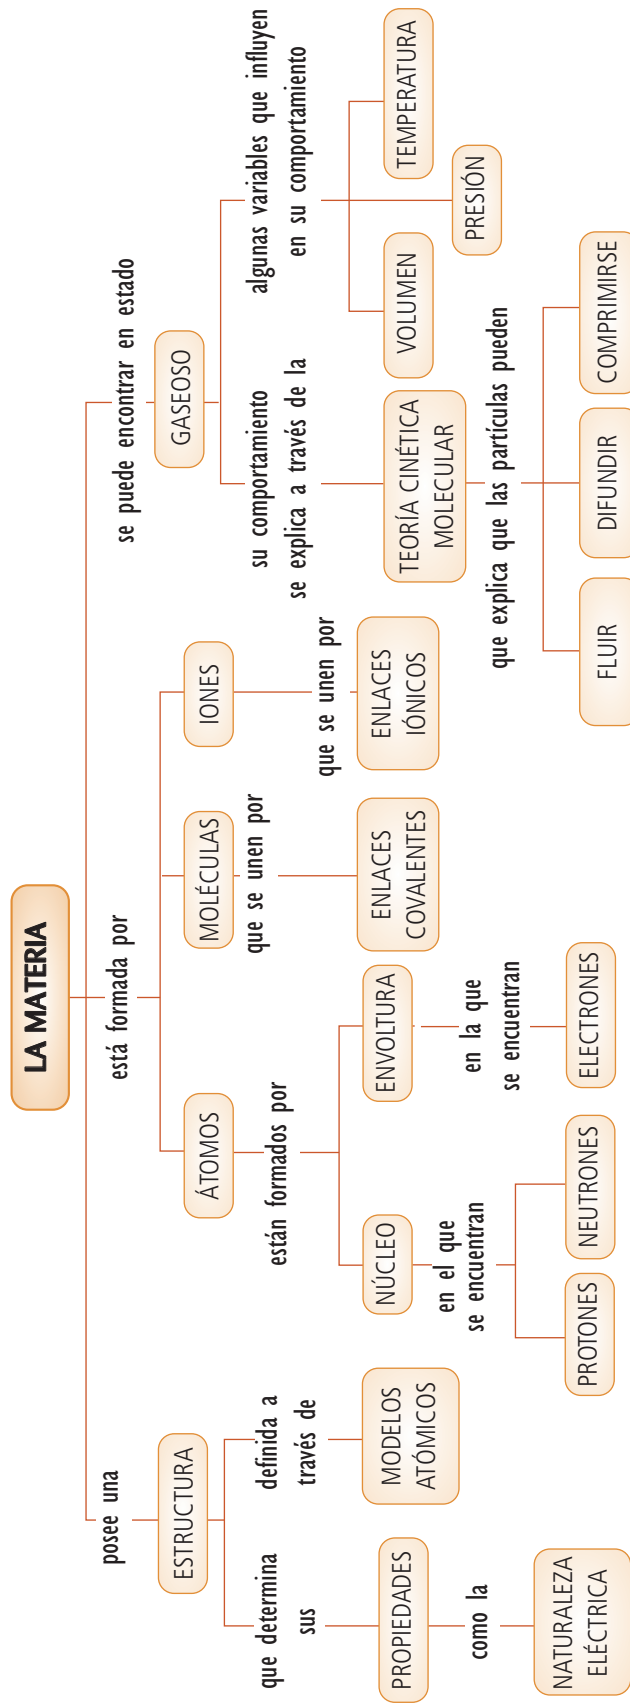 LA MATERIA
posee una
ESTRUCTURA
que determina
sus
PROPIEDADES
como la
NATURALEZA
ELÉCTRICA
definida a
través de
MODELOS
ATÓMICOS
está formada por
ÁTOMOS
están formados por
NÚCLEO
en el que
se encuentran
PROTONES
NEUTRONES
ENVOLTURA
en la que
se encuentran
ELECTRONES
MOLÉCULAS
que se unen por
ENLACES
COVALENTES
IONES
que se unen por
ENLACES
IÓNICOS
se puede encontrar en estado
GASEOSO
su comportamiento
se explica a través de la
TEORÍA CINÉTICA
MOLECULAR
que explica que las partículas pueden
FLUIR
DIFUNDIR
COMPRIMIRSE
algunas variables que influyen
en su comportamiento
VOLUMEN
PRESIÓN
TEMPERATURA